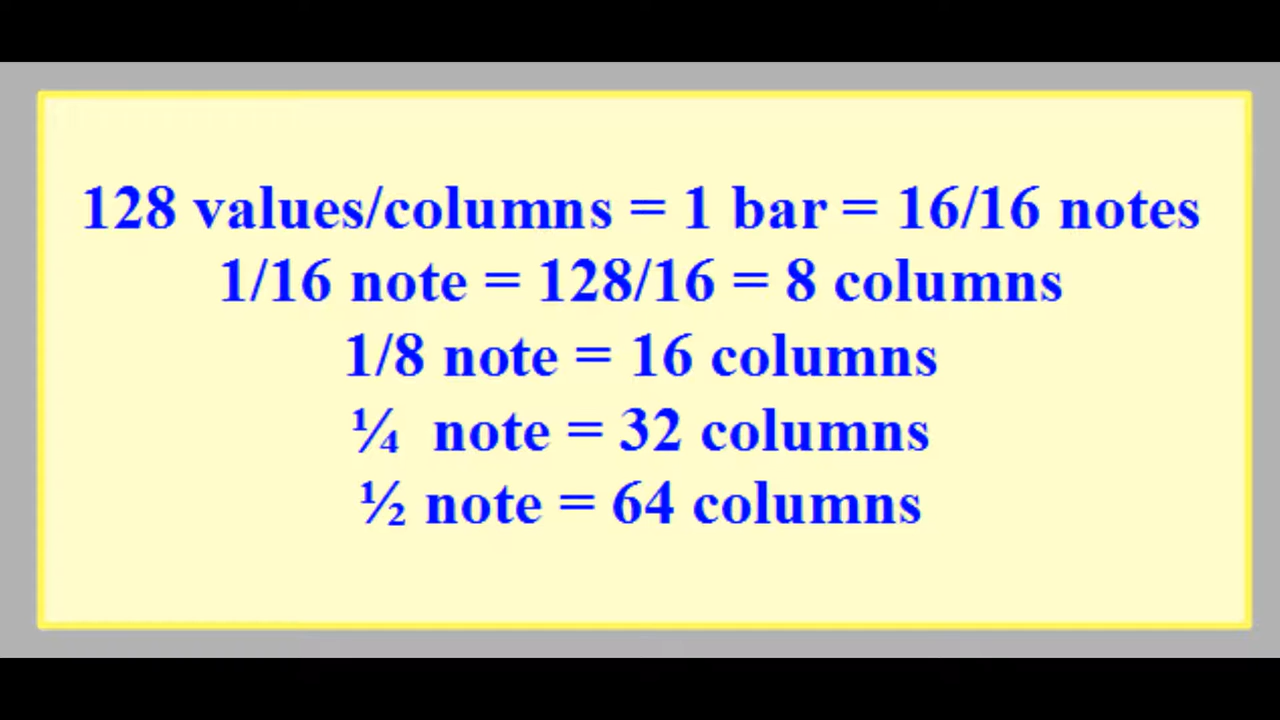 128 values/columns = 1 bar = 16/16 notes
1/16 note = 128/16 = 8 columns
1/8 note = 16 columns
¼ note = 32 columns
½ note = 64 columns